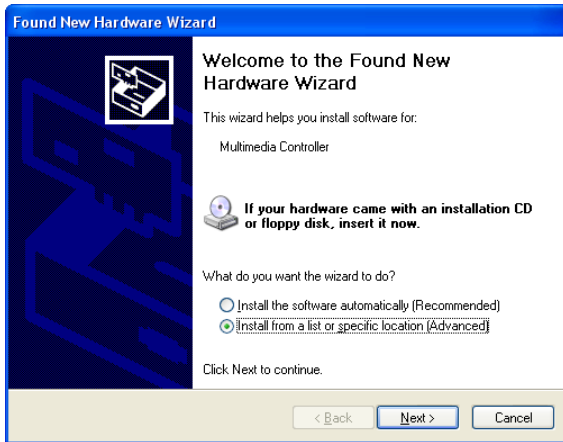 Found New Hardware Wizard
Welcome to the Found New
Hardware Wizard
This wizard helps you install software for:
Multimedia Controller
If your hardware came with an installation CD
or floppy disk, insert it now.
What do you want the wizard to do?
Install the software automatically (Recommended)
Install from a list or specific location (Advanced)
Click Next to continue.
< Back Next > Cancel